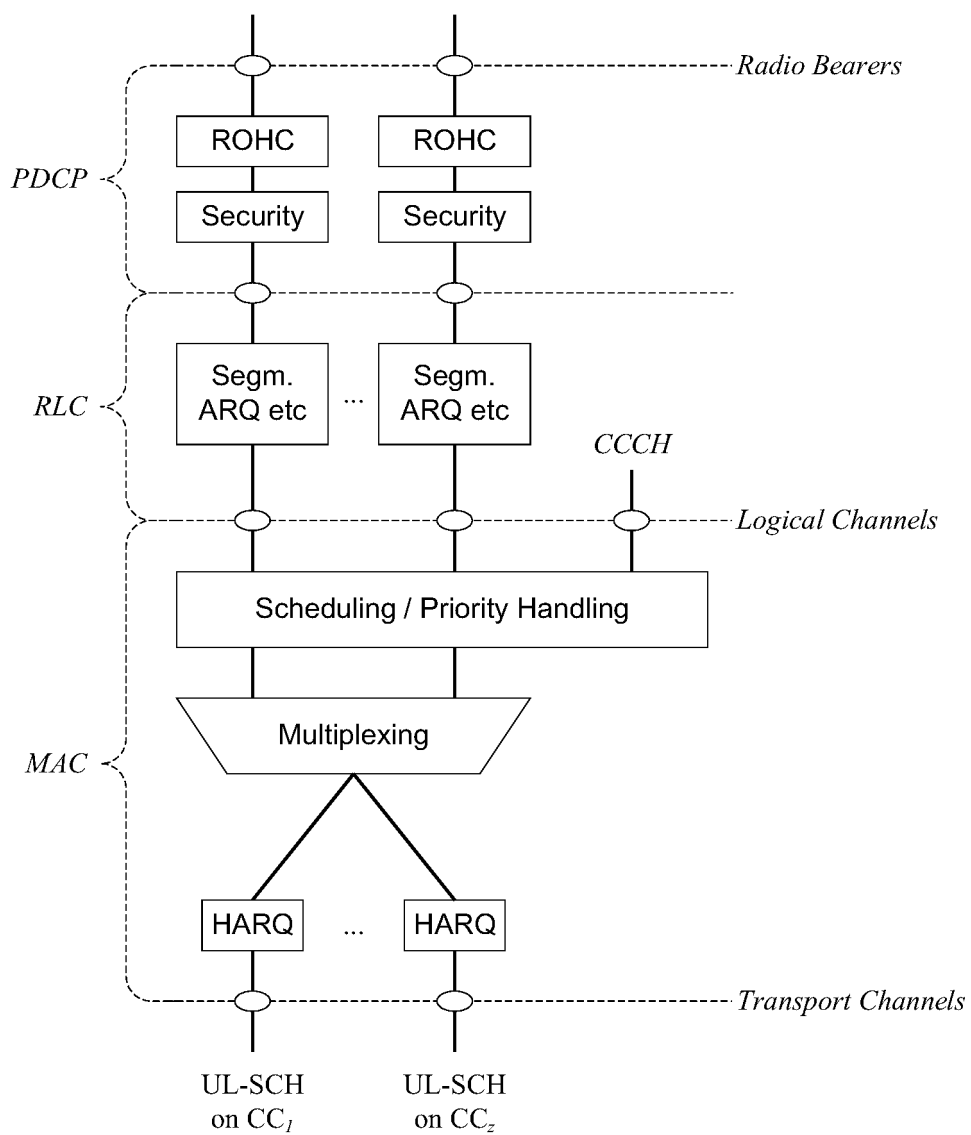 Radio Bearers
ROHC ROHC
PDCP
Security Security
Segm. ARQ etc ... Segm. ARQ etc
RLC
CCCH
Logical Channels
Scheduling / Priority Handling
Multiplexing
MAC
HARQ ... HARQ
Transport Channels
UL-SCH on CC1 UL-SCH on CCz